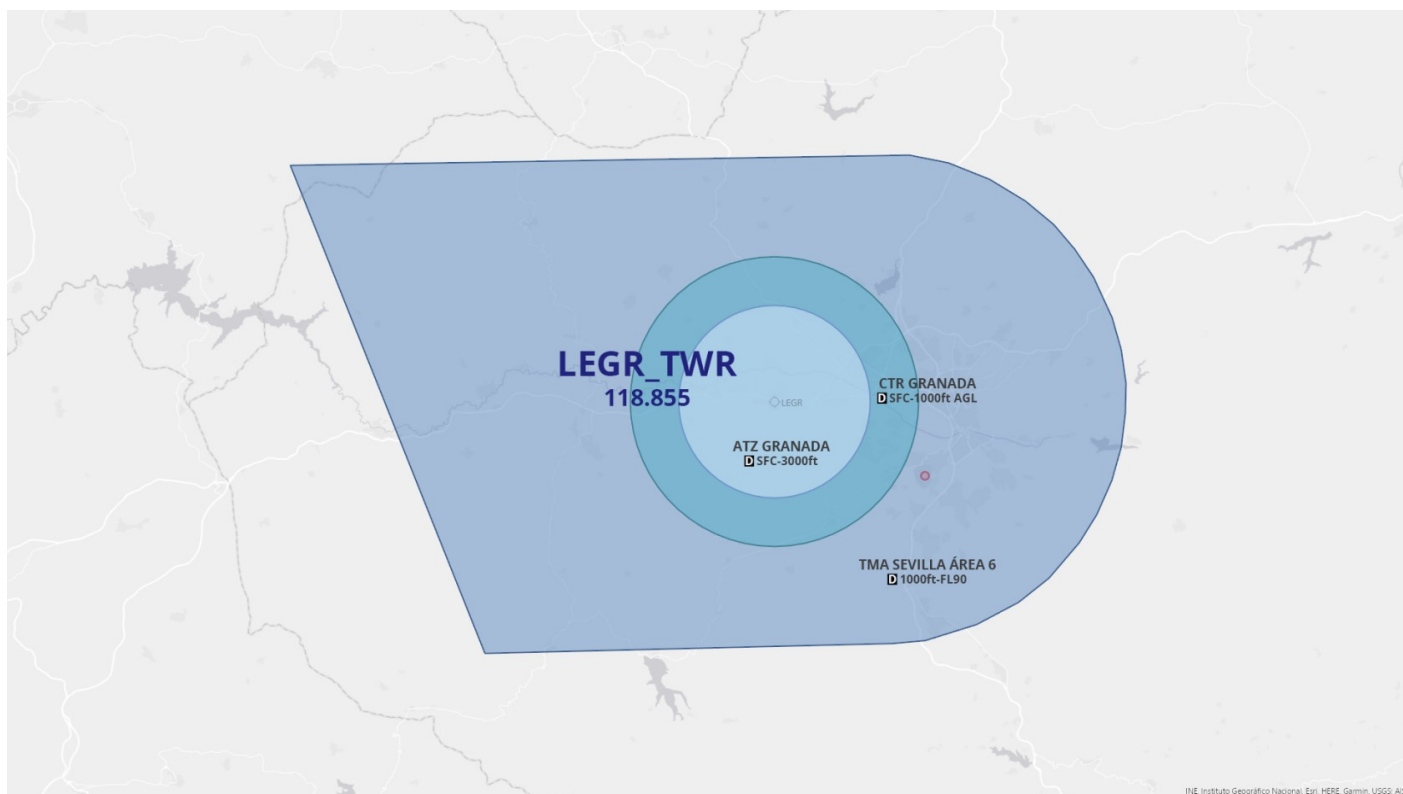 LEGR_TWR
118.855
CTR GRANADA
D SFC-1000ft AGL
LEGR
ATZ GRANADA
D SFC-3000ft
TMA SEVILLA ÁREA 6
D 1000ft-FL90
INE, Instituto Geográfico Nacional, Esri, HERE, Garmin, USGS;